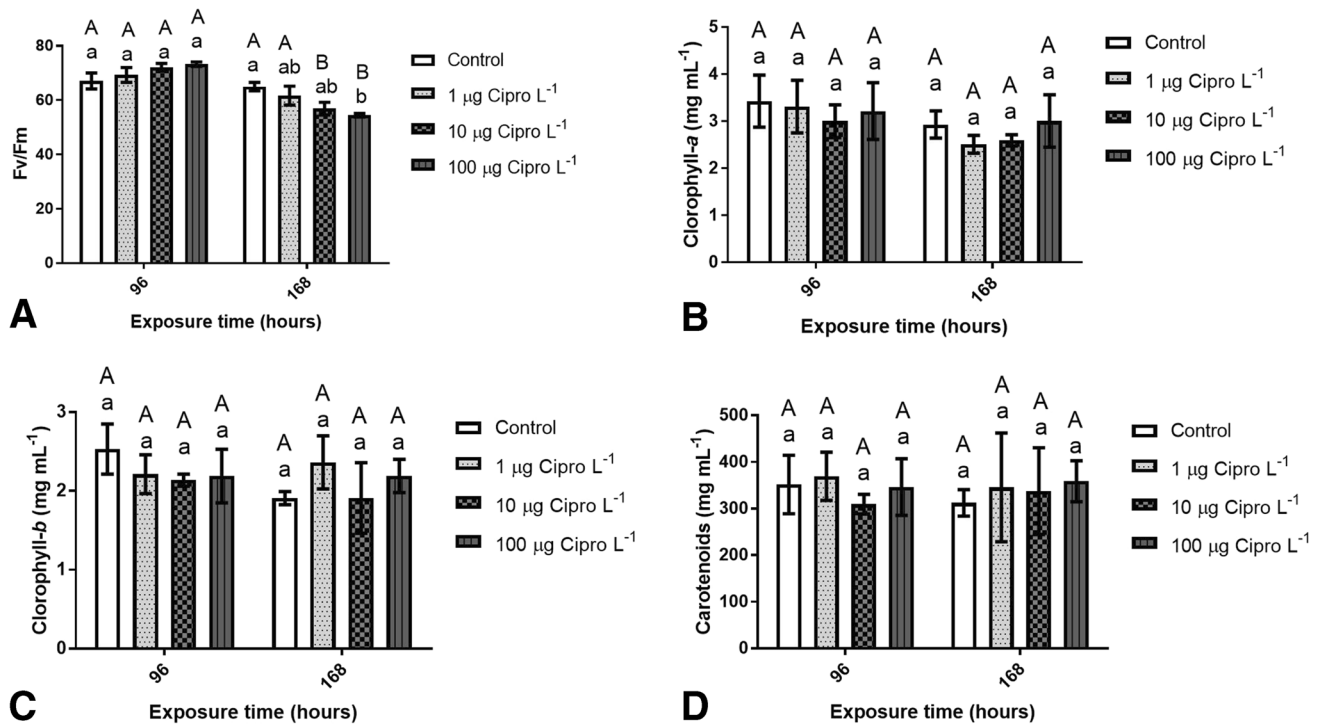 A A A A A A B B
a a a a a ab ab b
80
60
40
20
0
Fv/Fm
96 168
Exposure time (hours)
Control
1 µg Cipro L-1
10 µg Cipro L-1
100 µg Cipro L-1
A
A A A A A A A A
a a a a a a a a
5
4
3
2
1
0
Clorophyll-a (mg mL-1)
96 168
Exposure time (hours)
Control
1 µg Cipro L-1
10 µg Cipro L-1
100 µg Cipro L-1
B
A A A A A A A A
a a a a a a a a
3
2
1
0
Clorophyll-b (mg mL-1)
96 168
Exposure time (hours)
Control
1 µg Cipro L-1
10 µg Cipro L-1
100 µg Cipro L-1
C
A A A A A A A A
a a a a a a a a
500
400
300
200
100
0
Carotenoids (mg mL-1)
96 168
Exposure time (hours)
Control
1 µg Cipro L-1
10 µg Cipro L-1
100 µg Cipro L-1
D